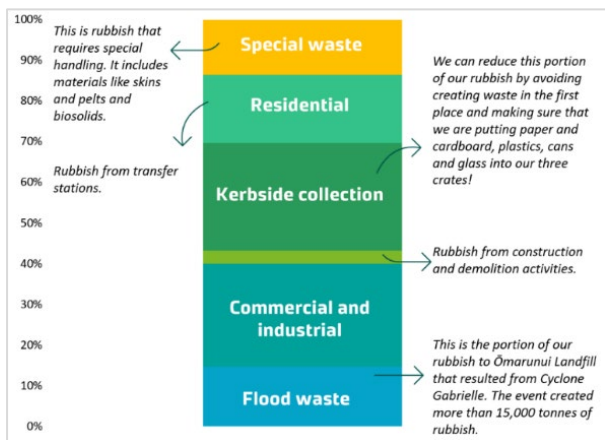 100%
90%
80%
70%
60%
50%
40%
30%
20%
10%
0%
This is rubbish that
requires special
handling. It includes
materials like skins
and pelts and
biosolids.
Rubbish from transfer
stations.
Special waste
Residential
Kerbside collection
Commercial and
industrial
Flood waste
We can reduce this portion
of our rubbish by avoiding
creating waste in the first
place and making sure that
we are putting paper and
cardboard, plastics, cans
and glass into our three
crates!
Rubbish from construction
and demolition activities.
This is the portion of our
rubbish to Ōmarunui Landfill
that resulted from Cyclone
Gabrielle. The event created
more than 15,000 tonnes of
rubbish.